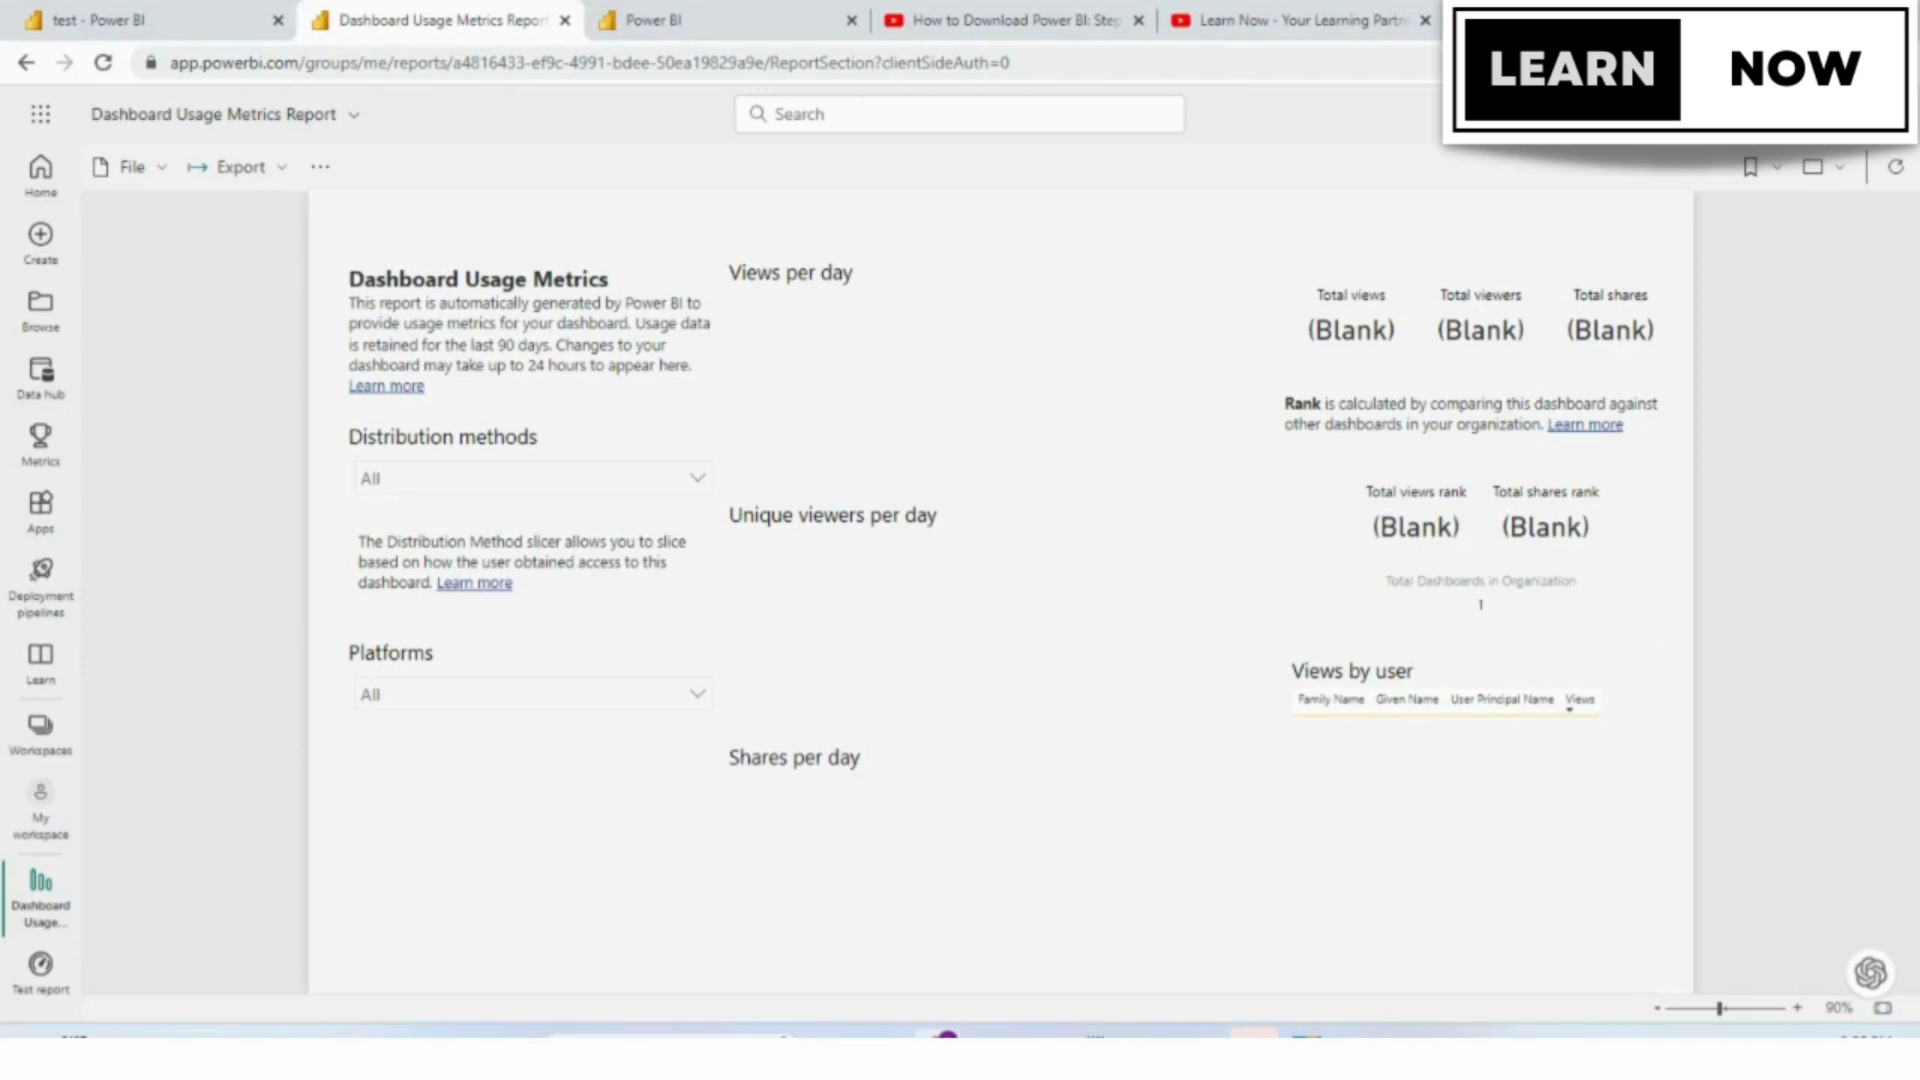 test - Power BI
Dashboard Usage Metrics Report
Power BI
How to Download Power BI: Step
Learn Now - Your Learning Partn
LEARN NOW
app.powerbi.com/groups/me/reports/a4816433-ef9c-4991-bdee-50ea19829a9e/ReportSection?clientSideAuth=0
Dashboard Usage Metrics Report
Search
File
Export
Home
Create
Browse
Data hub
Metrics
Apps
Deployment
pipelines
Learn
Workspaces
My
workspace
Dashboard
Usage...
Test report
Dashboard Usage Metrics
This report is automatically generated by Power BI to
provide usage metrics for your dashboard. Usage data
is retained for the last 90 days. Changes to your
dashboard may take up to 24 hours to appear here.
Learn more
Distribution methods
All
The Distribution Method slicer allows you to slice
based on how the user obtained access to this
dashboard. Learn more
Platforms
All
Views per day
Unique viewers per day
Shares per day
Total views Total viewers Total shares
(Blank) (Blank) (Blank)
Rank is calculated by comparing this dashboard against
other dashboards in your organization. Learn more
Total views rank Total shares rank
(Blank) (Blank)
Total Dashboards in Organization
1
Views by user
Family Name Given Name User Principal Name Views
90%